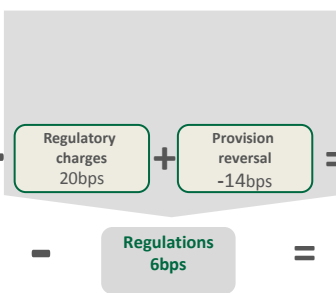 Regulatory
charges
20bps
+
Provision
reversal
-14bps
=
-
Regulations
6bps
=